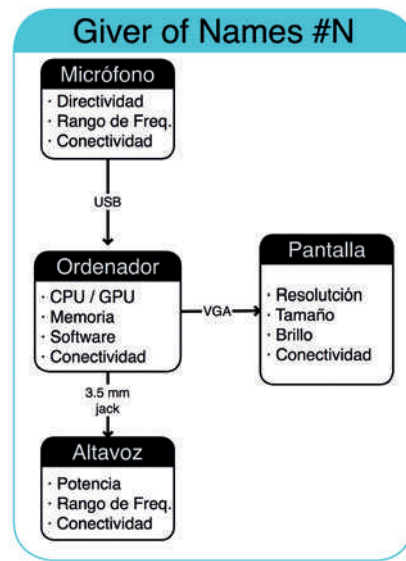 Giver of Names #N
Micrófono
· Directividad
· Rango de Freq.
· Conectividad
USB
Ordenador
· CPU / GPU
· Memoria
· Software
· Conectividad
VGA
Pantalla
· Resolutción
· Tamaño
· Brillo
· Conectividad
3.5 mm
jack
Altavoz
· Potencia
· Rango de Freq.
· Conectividad